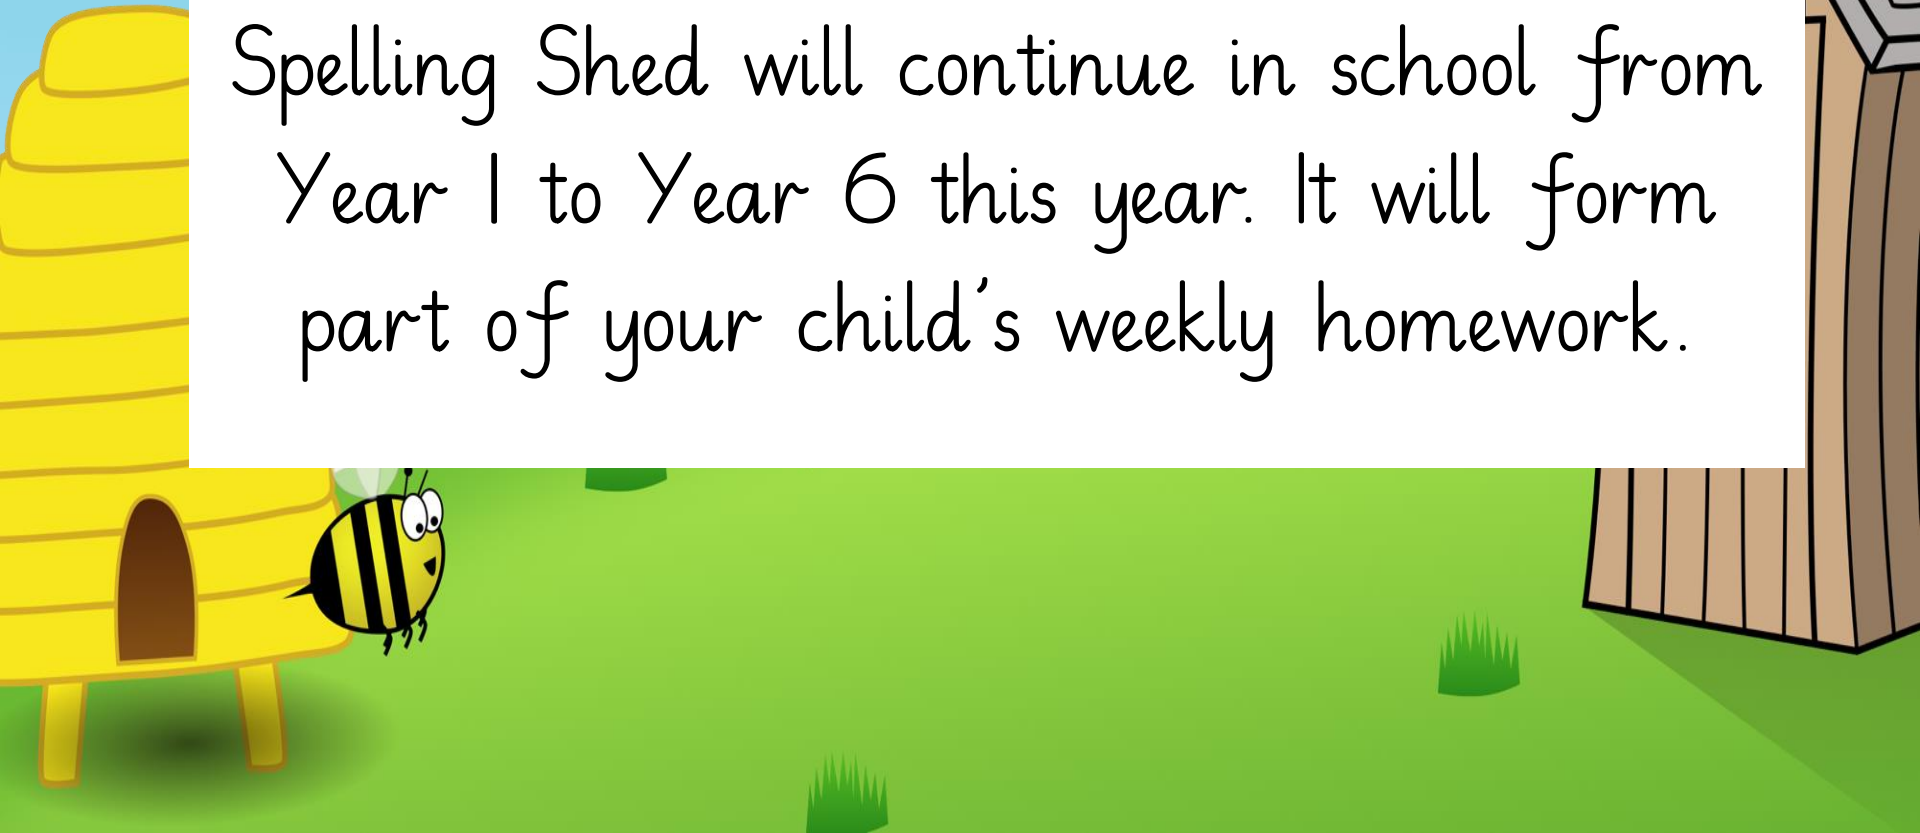 Spelling Shed will continue in school from
Year 1 to Year 6 this year. It will form
part of your child's weekly homework.